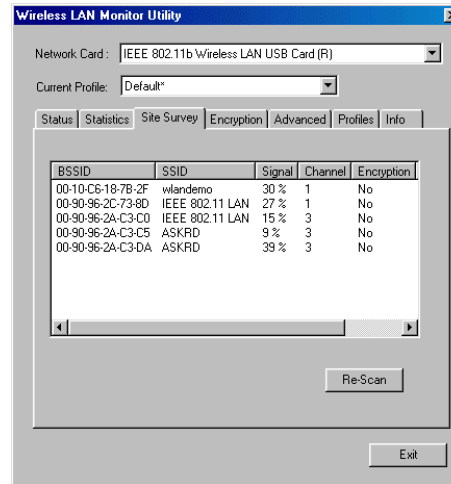 Wireless LAN Monitor Utility
Network Card : IEEE 802.11b Wireless LAN USB Card (R)
Current Profile: Default*
Status Statistics Site Survey Encryption Advanced Profiles Info
BSSID SSID Signal Channel Encryption
00-10-C6-18-7B-2F wlandemo 30 % 1 No
00-90-96-2C-73-8D IEEE 802.11 LAN 27 % 1 No
00-90-96-2A-C3-C0 IEEE 802.11 LAN 15 % 3 No
00-90-96-2A-C3-C5 ASKRD 9 % 3 No
00-90-96-2A-C3-DA ASKRD 39 % 3 No
Re-Scan
Exit